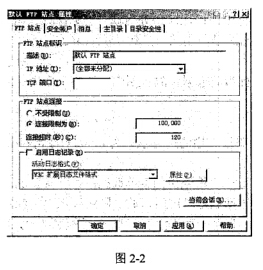 默认 FTP 站点 属性
FTP 站点 安全帐户 消息 主目录 目录安全性
FTP 站点标识
描述(D): 默认 FTP 站点
IP 地址(I): (全部未分配)
TCP 端口(T):
FTP 站点连接
不受限制(U)
连接限制为(M): 100,000
连接超时(秒)(C): 120
启用日志记录(E)
活动日志格式(V):
W3C 扩展日志文件格式 属性(P)...
当前会话(R)...
确定 取消 应用(A) 帮助
图 2-2